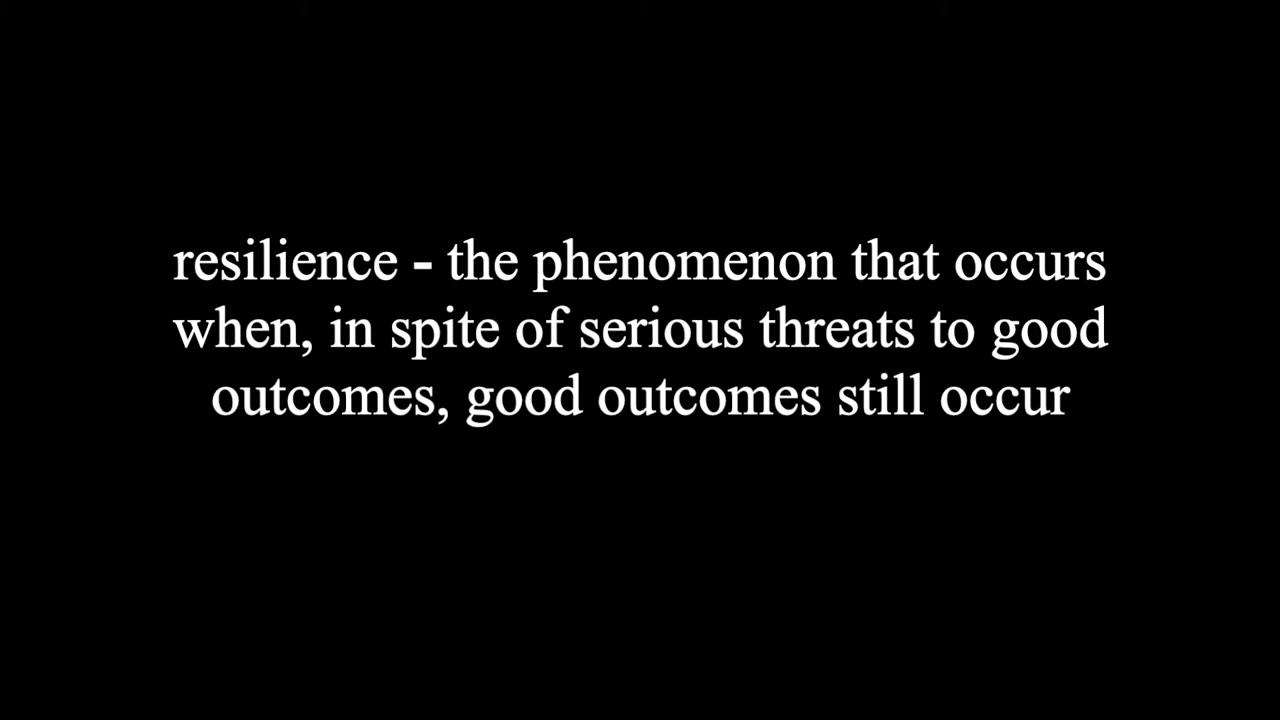 resilience - the phenomenon that occurs
when, in spite of serious threats to good
outcomes, good outcomes still occur